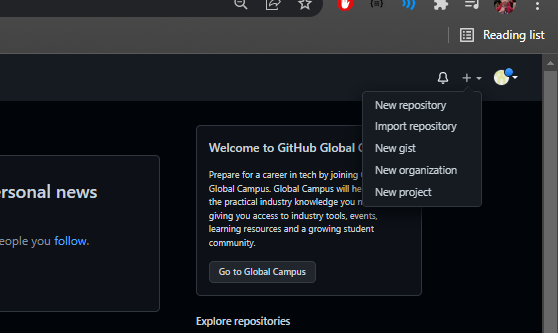 Reading list
New repository
Import repository
New gist
New organization
New project
Welcome to GitHub Global
Prepare for a career in tech by joining
Global Campus. Global Campus will he
the practical industry knowledge you n
giving you access to industry tools, events,
learning resources and a growing student
community.
Go to Global Campus
ersonal news
eople you follow.
Explore repositories